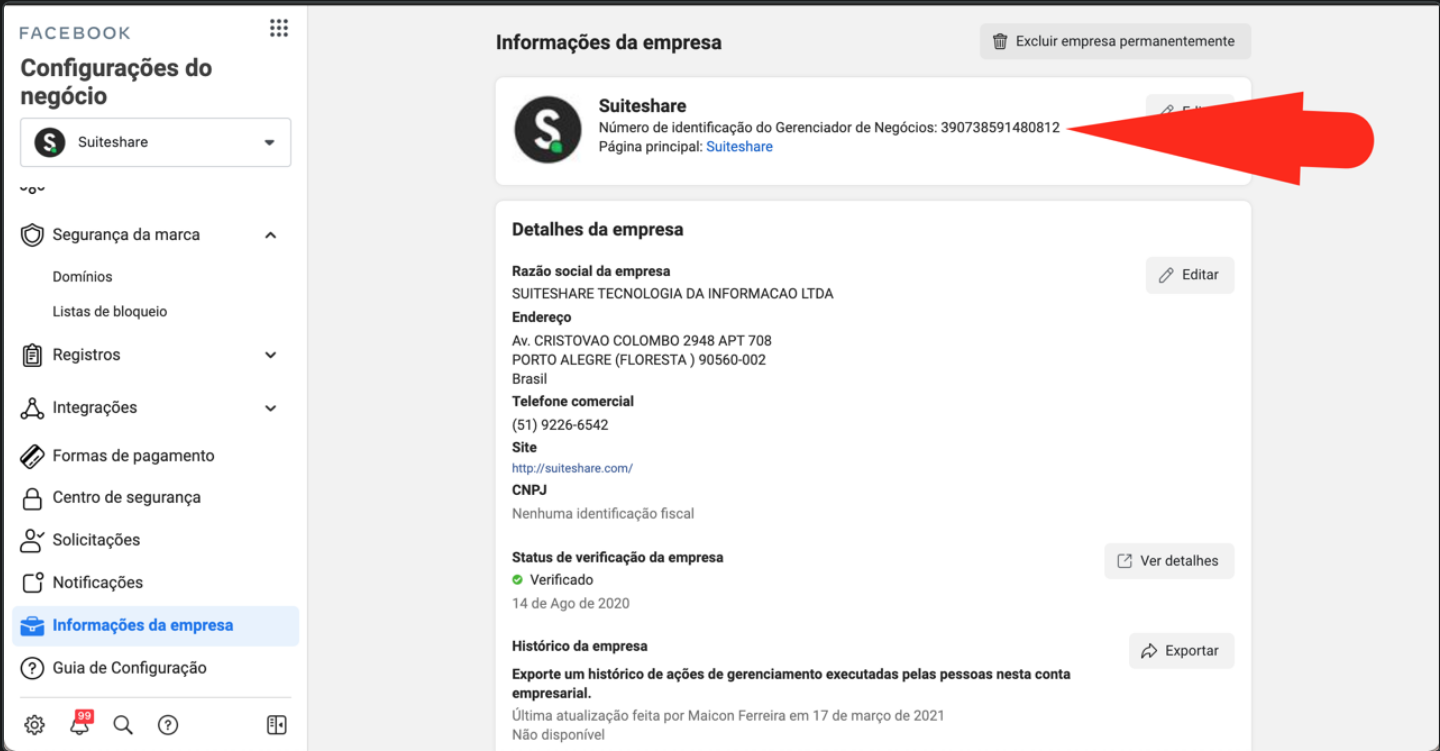 FACEBOOK
Configurações do
negócio
Suiteshare
Segurança da marca
Domínios
Listas de bloqueio
Registros
Integrações
Formas de pagamento
Centro de segurança
Solicitações
Notificações
Informações da empresa
Guia de Configuração
99
Informações da empresa
Excluir empresa permanentemente
Suiteshare
Número de identificação do Gerenciador de Negócios: 390738591480812
Página principal: Suiteshare
Detalhes da empresa
Editar
Razão social da empresa
SUITESHARE TECNOLOGIA DA INFORMACAO LTDA
Endereço
Av. CRISTOVAO COLOMBO 2948 APT 708
PORTO ALEGRE (FLORESTA ) 90560-002
Brasil
Telefone comercial
(51) 9226-6542
Site
http://suiteshare.com/
CNPJ
Nenhuma identificação fiscal
Status de verificação da empresa
Ver detalhes
Verificado
14 de Ago de 2020
Histórico da empresa
Exportar
Exporte um histórico de ações de gerenciamento executadas pelas pessoas nesta conta
empresarial.
Última atualização feita por Maicon Ferreira em 17 de março de 2021
Não disponível